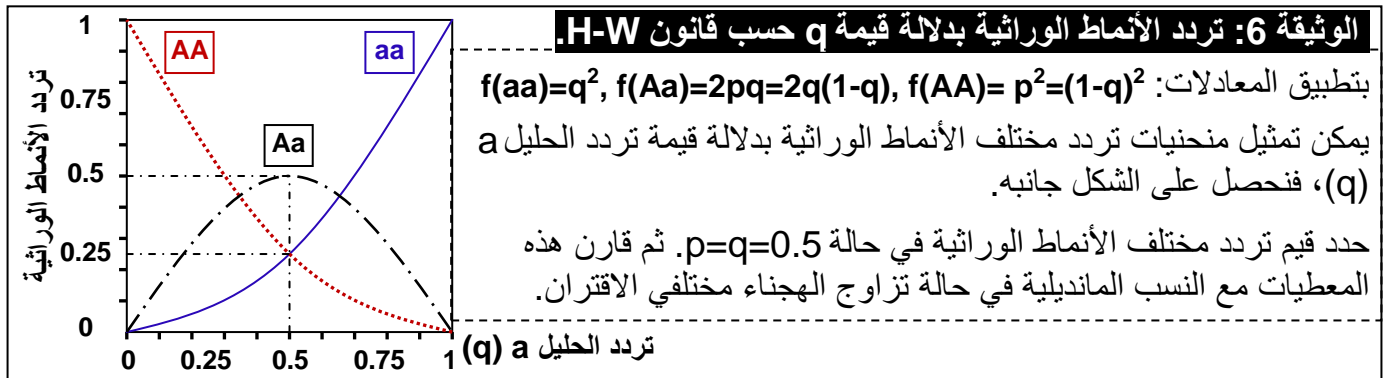 الوثيقة 6: تردد الأنماط الوراثية بدلالة قيمة q حسب قانون H-W.
بتطبيق المعادلات: f(aa)=q², f(Aa)=2pq=2q(1-q), f(AA)= p²=(1-q)²
يمكن تمثيل منحنيات تردد مختلف الأنماط الوراثية بدلالة قيمة تردد الحليل a
(q)، فنحصل على الشكل جانبه.
حدد قيم تردد مختلف الأنماط الوراثية في حالة p=q=0.5. ثم قارن هذه
المعطيات مع النسب المانديلية في حالة تزاوج الهجناء مختلفي الاقتران.
تردد الأنماط الوراثية
1
0.75
0.5
0.25
0
AA
aa
Aa
0 0.25 0.5 0.75 1
تردد الحليل a (q)